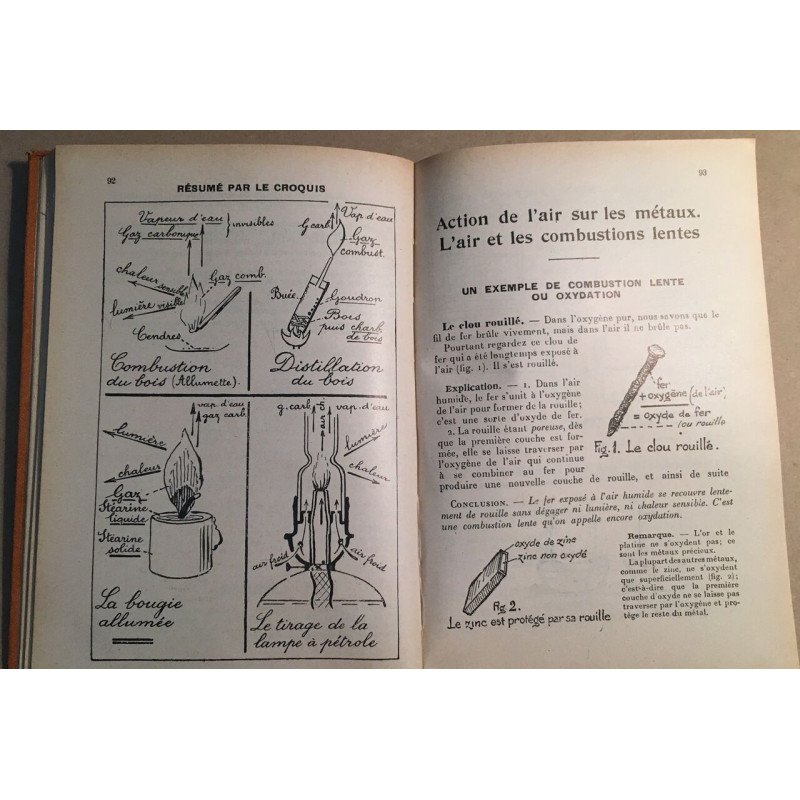 92
RÉSUMÉ PAR LE CROQUIS
Vapeur d'eau
Gaz carbonique
invisibles
chaleur sensible
Gaz comb.
lumière visible
Cendres
Combustion
du bois (Allumette).
G carb.
Vap d'eau
Gaz
combust.
Buée
Goudron
Bois
puis charb.
de bois
Distillation
du bois
vap. d'eau
gaz carb.
Lumière
chaleur
Gaz
Stéarine
liquide
Stéarine
solide
La bougie
allumée
g. carb
air ch.
vap. d'eau
lumière
chaleur
air froid
air froid
Le tirage de la
lampe à pétrole
93
Action de l'air sur les métaux.
L'air et les combustions lentes
UN EXEMPLE DE COMBUSTION LENTE
OU OXYDATION
Le clou rouillé. — Dans l'oxygène pur, nous savons que le
fil de fer brûle vivement, mais dans l'air il ne brûle pas.
Pourtant regardez ce clou de
fer qui a été longtemps exposé à
l'air (fig. 1). Il s'est rouillé.
Explication. — 1. Dans l'air
humide, le fer s'unit à l'oxygène
de l'air pour former de la rouille;
c'est une sorte d'oxyde de fer.
2. La rouille étant poreuse, dès
que la première couche est for-
mée, elle se laisse traverser par
l'oxygène de l'air qui continue
à se combiner au fer pour
produire une nouvelle couche de rouille, et ainsi de suite
fer
+ oxygène (de l'air)
= oxyde de fer
(ou rouille
Fig. 1. Le clou rouillé.
CONCLUSION. — Le fer exposé à l'air humide se recouvre lente-
ment de rouille sans dégager ni lumière, ni chaleur sensible. C'est
une combustion lente qu'on appelle encore oxydation.
oxyde de zinc
zinc non oxydé
Fig 2.
Le zinc est protégé par sa rouille
Remarque. — L'or et le
platine ne s'oxydent pas; ce
sont les métaux précieux.
La plupart des autres métaux,
comme le zinc, ne s'oxydent
que superficiellement (fig. 2);
c'est-à-dire que la première
couche d'oxyde ne se laisse pas
traverser par l'oxygène et pro-
tège le reste du métal.